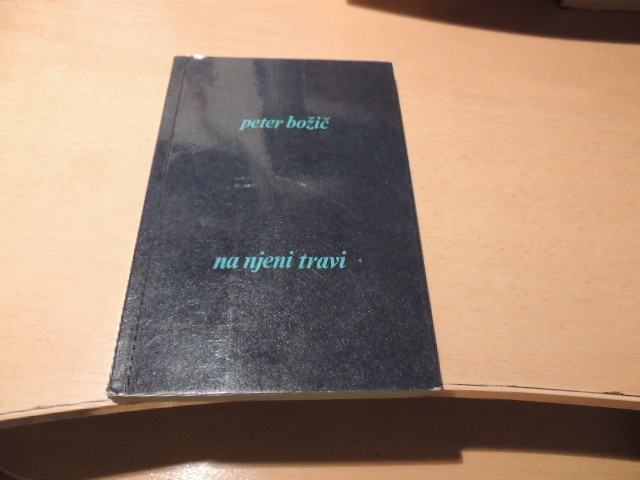 peter božič
na njeni travi